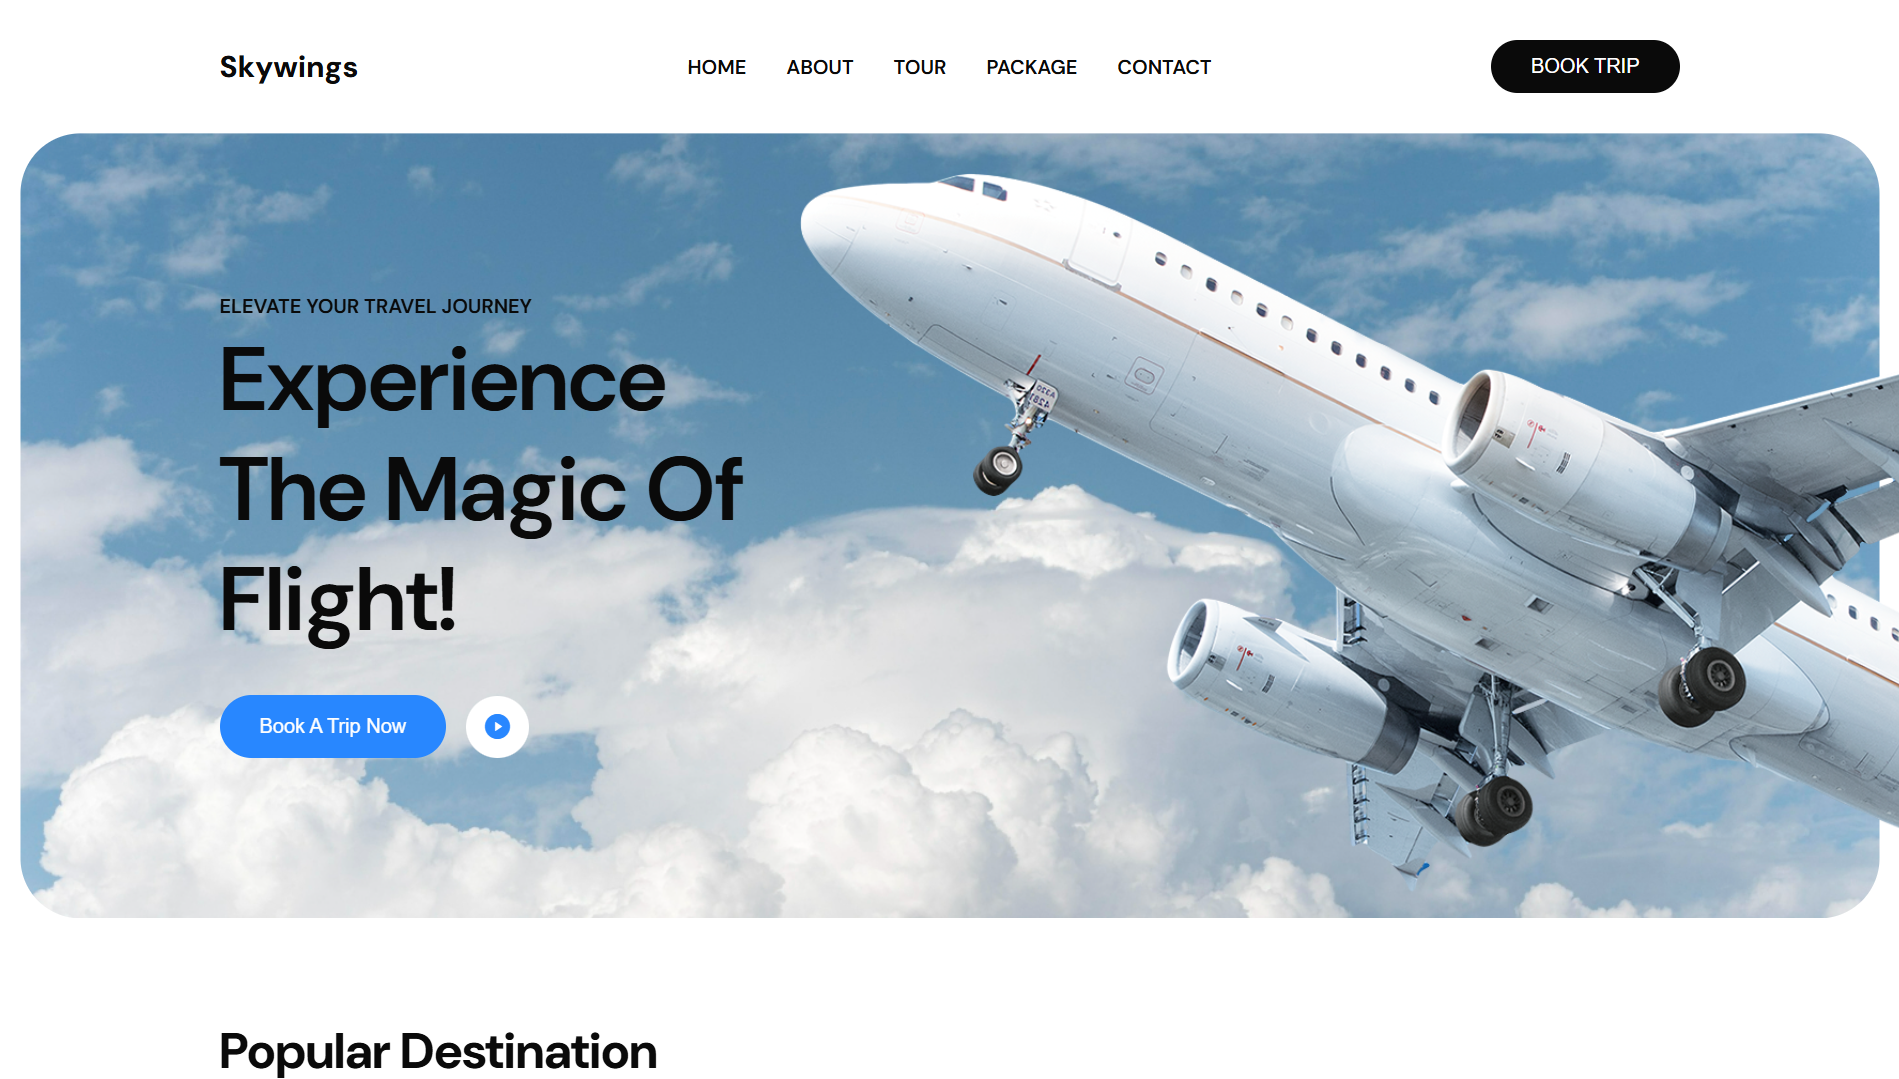 Skywings
HOME
ABOUT
TOUR
PACKAGE
CONTACT
BOOK TRIP
ELEVATE YOUR TRAVEL JOURNEY
Experience
The Magic Of
Flight!
Book A Trip Now
Popular Destination